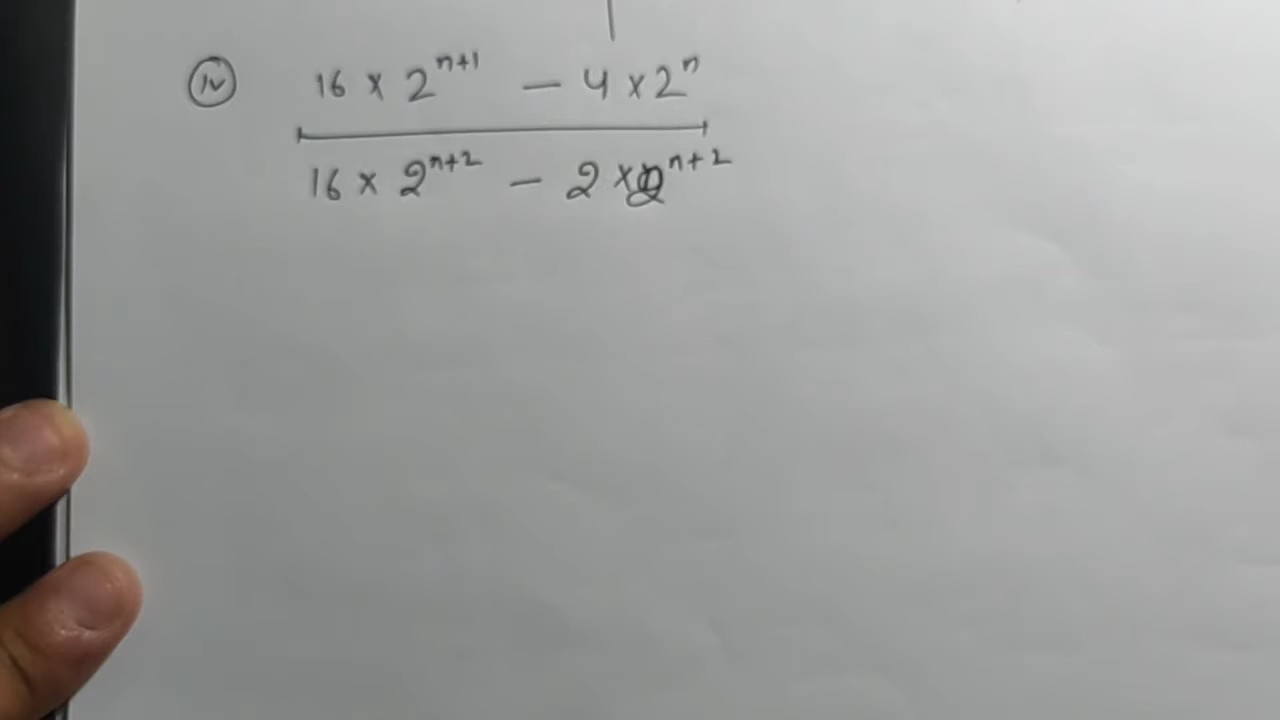 (iv) 16 × 2^{n+1} - 4 × 2^{n}
16 × 2^{n+2} - 2 × 2^{n+2}